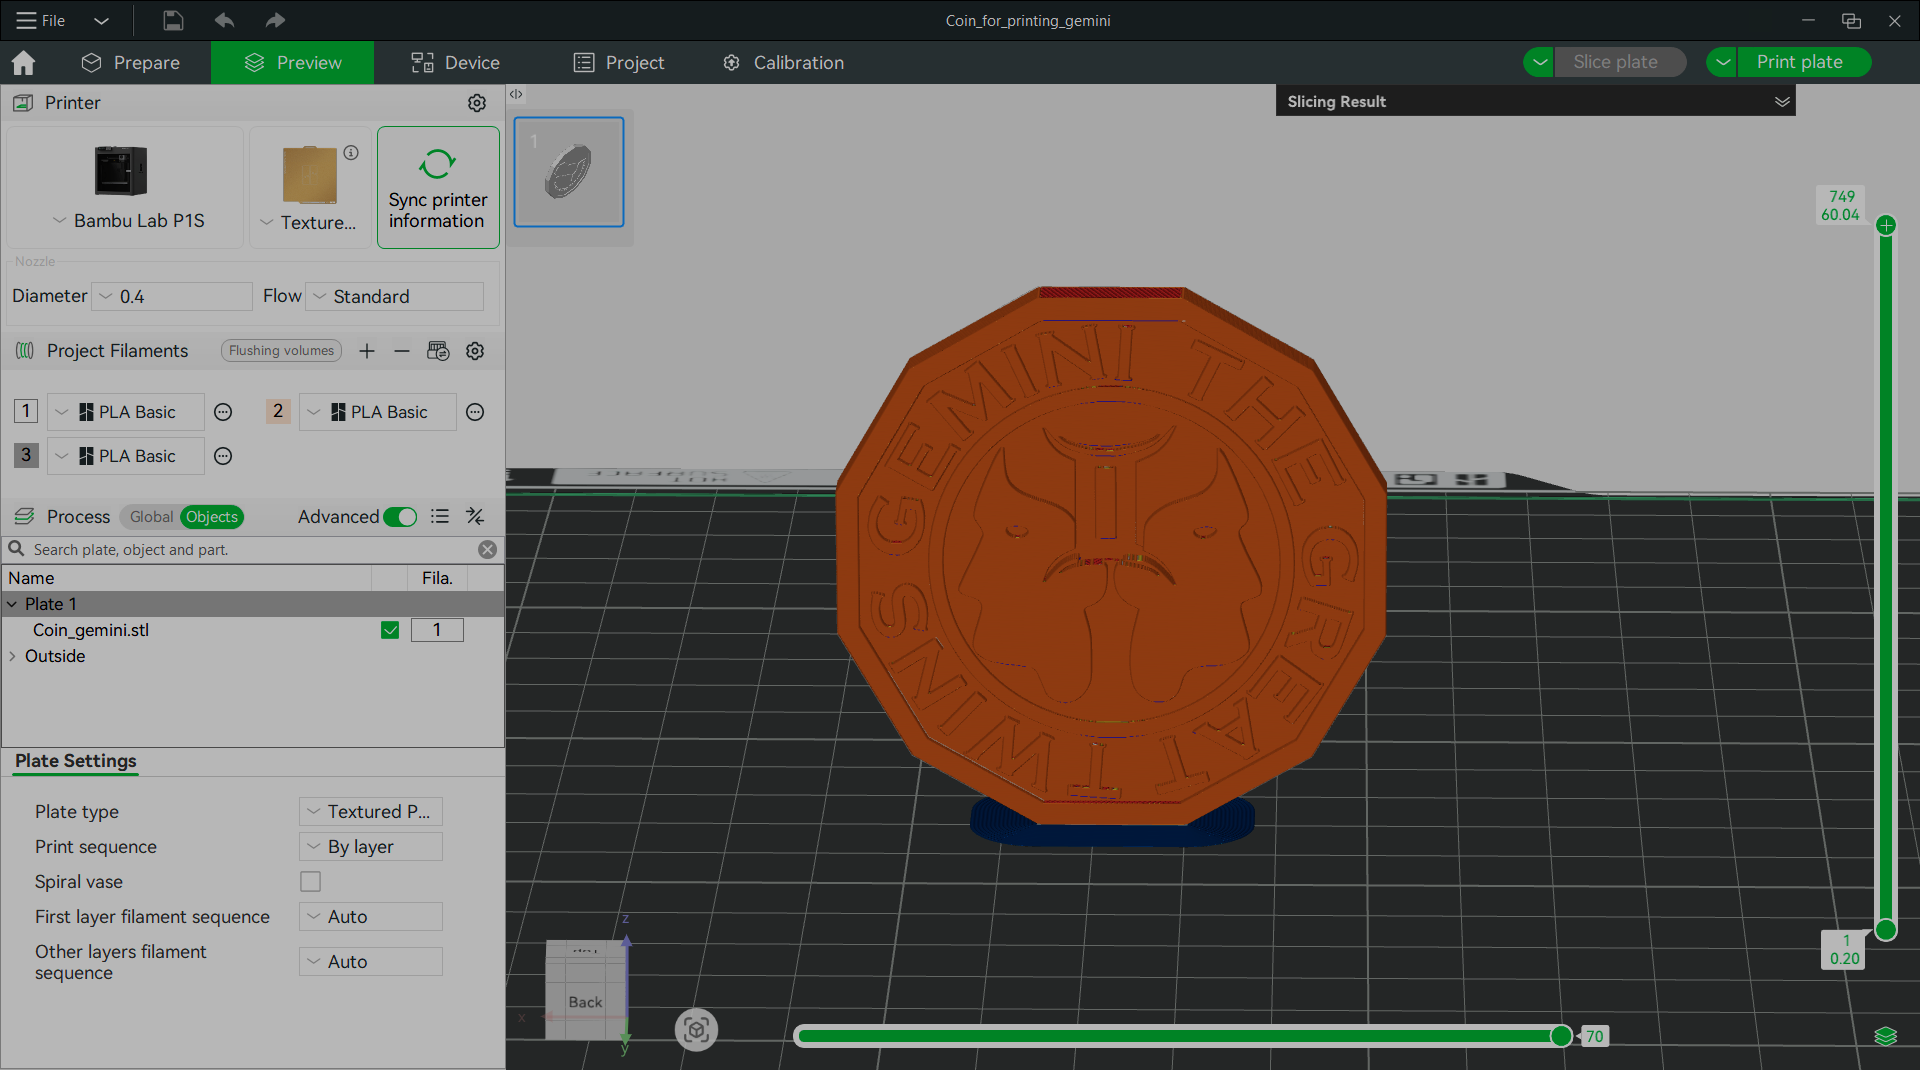 File
Coin_for_printing_gemini
Prepare
Preview
Device
Project
Calibration
Slice plate
Print plate
Printer
Bambu Lab P1S
Texture...
Sync printer
information
Nozzle
Diameter
0.4
Flow
Standard
Project Filaments
Flushing volumes
1
PLA Basic
2
PLA Basic
3
PLA Basic
Process
Global
Objects
Advanced
Search plate, object and part.
Name
Fila.
Plate 1
Coin_gemini.stl
1
Outside
Plate Settings
Plate type
Textured P...
Print sequence
By layer
Spiral vase
First layer filament sequence
Auto
Other layers filament
sequence
Auto
1
Slicing Result
749
60.04
GEMINI THE GREAT TWINS
HOT
SURFACE
1
0.20
z
Top
Back
x
y
70